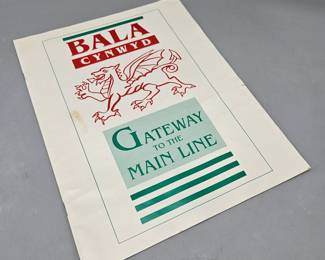 BALA
CYNWYD
GATEWAY
TO THE
MAIN LINE